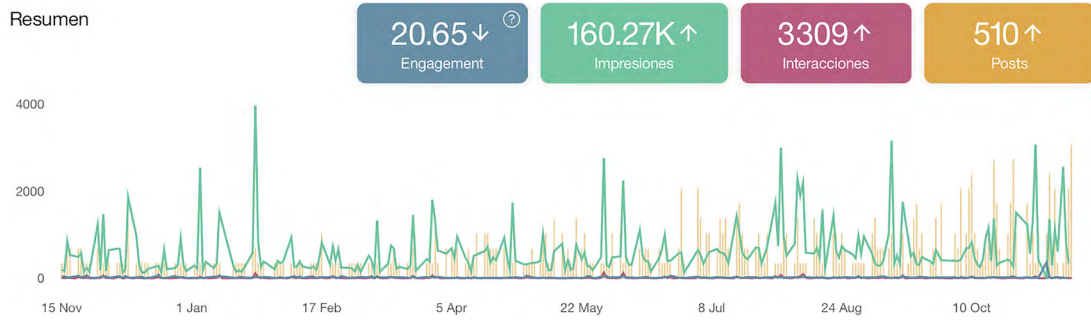 Resumen
20.65↓ ?
Engagement
160.27K↑
Impresiones
3309↑
Interacciones
510↑
Posts
4000
2000
0
15 Nov 1 Jan 17 Feb 5 Apr 22 May 8 Jul 24 Aug 10 Oct